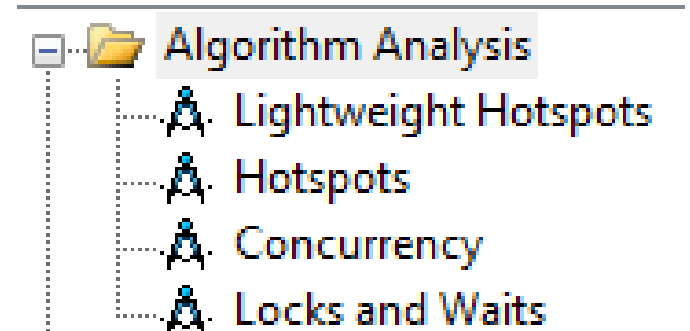 Algorithm Analysis
Lightweight Hotspots
Hotspots
Concurrency
Locks and Waits